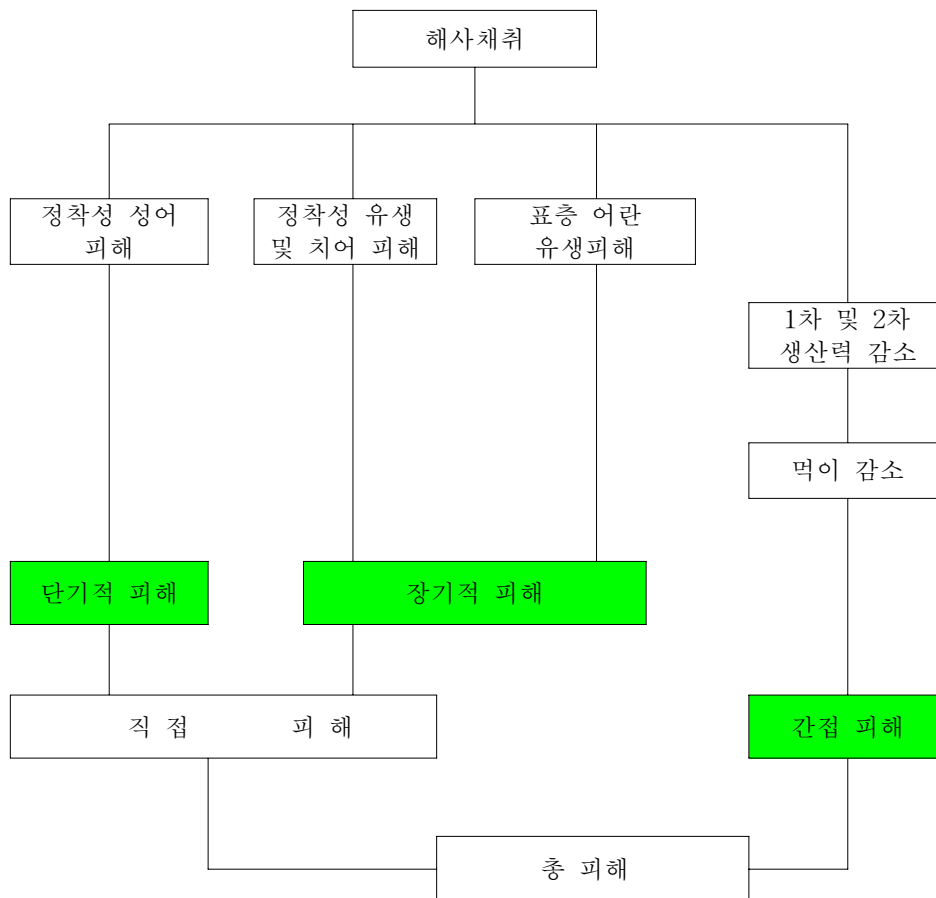 해사채취
정착성 성어
피해
정착성 유생
및 치어 피해
표층 어란
유생피해
1차 및 2차
생산력 감소
먹이 감소
단기적 피해
장기적 피해
직 접 피 해
간접 피해
총 피해